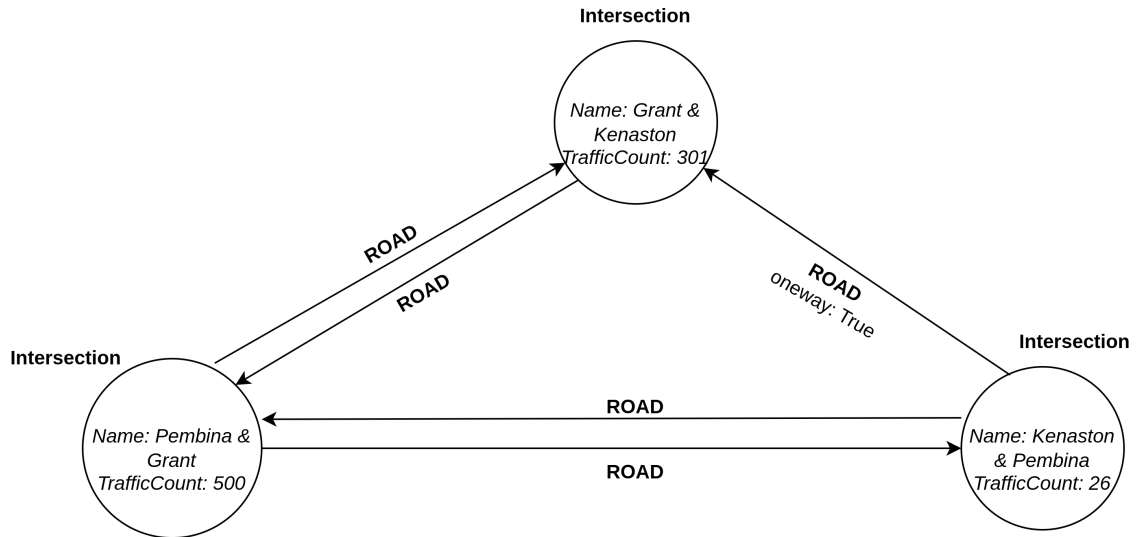 Intersection
Name: Grant &
Kenaston
TrafficCount: 301
ROAD
ROAD
ROAD
oneway: True
Intersection
Intersection
ROAD
Name: Pembina &
Grant
TrafficCount: 500
Name: Kenaston
& Pembina
TrafficCount: 26
ROAD